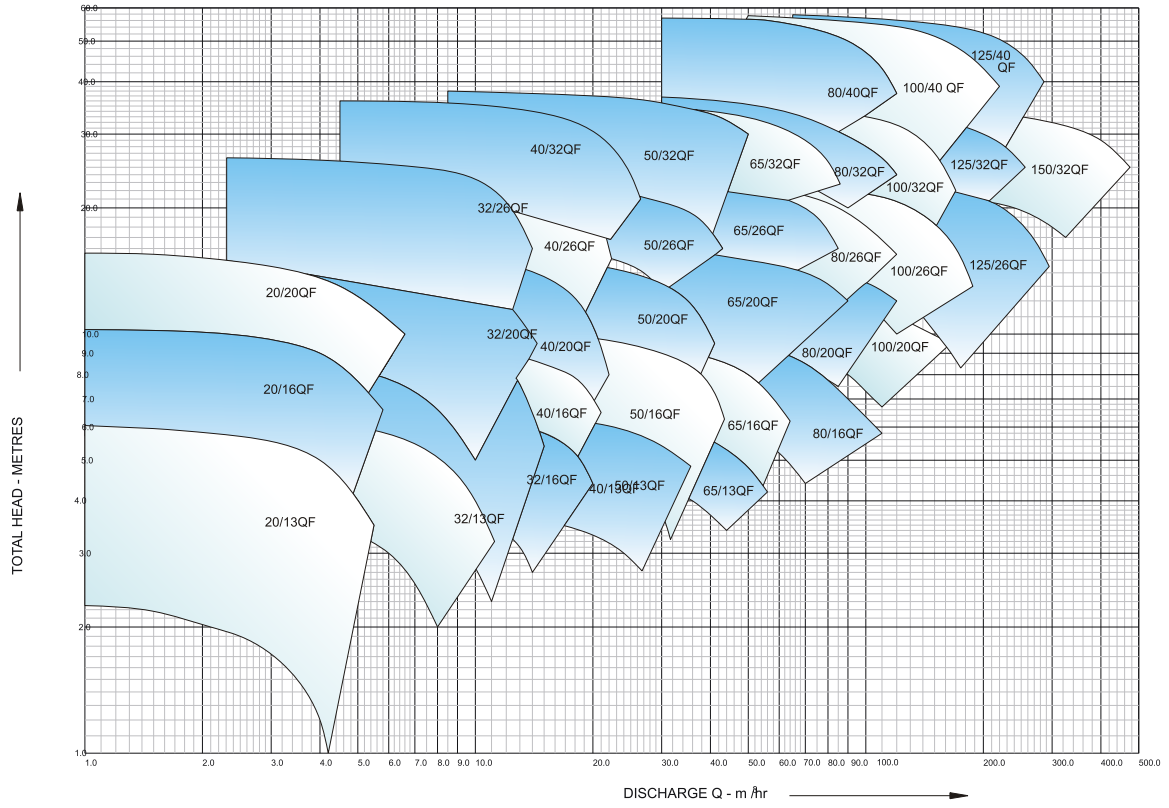 60.0
50.0
40.0
30.0
20.0
10.0
9.0
8.0
7.0
6.0
5.0
4.0
3.0
2.0
1.0
TOTAL HEAD - METRES
125/40
QF
80/40QF
100/40 QF
40/32QF
50/32QF
65/32QF
80/32QF
100/32QF
125/32QF
150/32QF
32/26QF
40/26QF
50/26QF
65/26QF
80/26QF
100/26QF
125/26QF
20/20QF
32/20QF
40/20QF
50/20QF
65/20QF
80/20QF
100/20QF
20/16QF
40/16QF
50/16QF
65/16QF
80/16QF
32/16QF
40/13QF
50/13QF
65/13QF
20/13QF
32/13QF
1.0 2.0 3.0 4.0 5.0 6.0 7.0 8.0 9.0 10.0 20.0 30.0 40.0 50.0 60.0 70.0 80.0 90.0 100.0 200.0 300.0 400.0 500.0
DISCHARGE Q - m³/hr